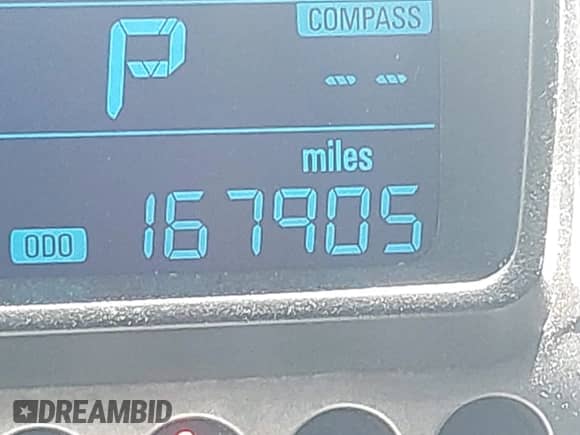 COMPASS
P -- --
miles
ODO 167905
DREAMBID